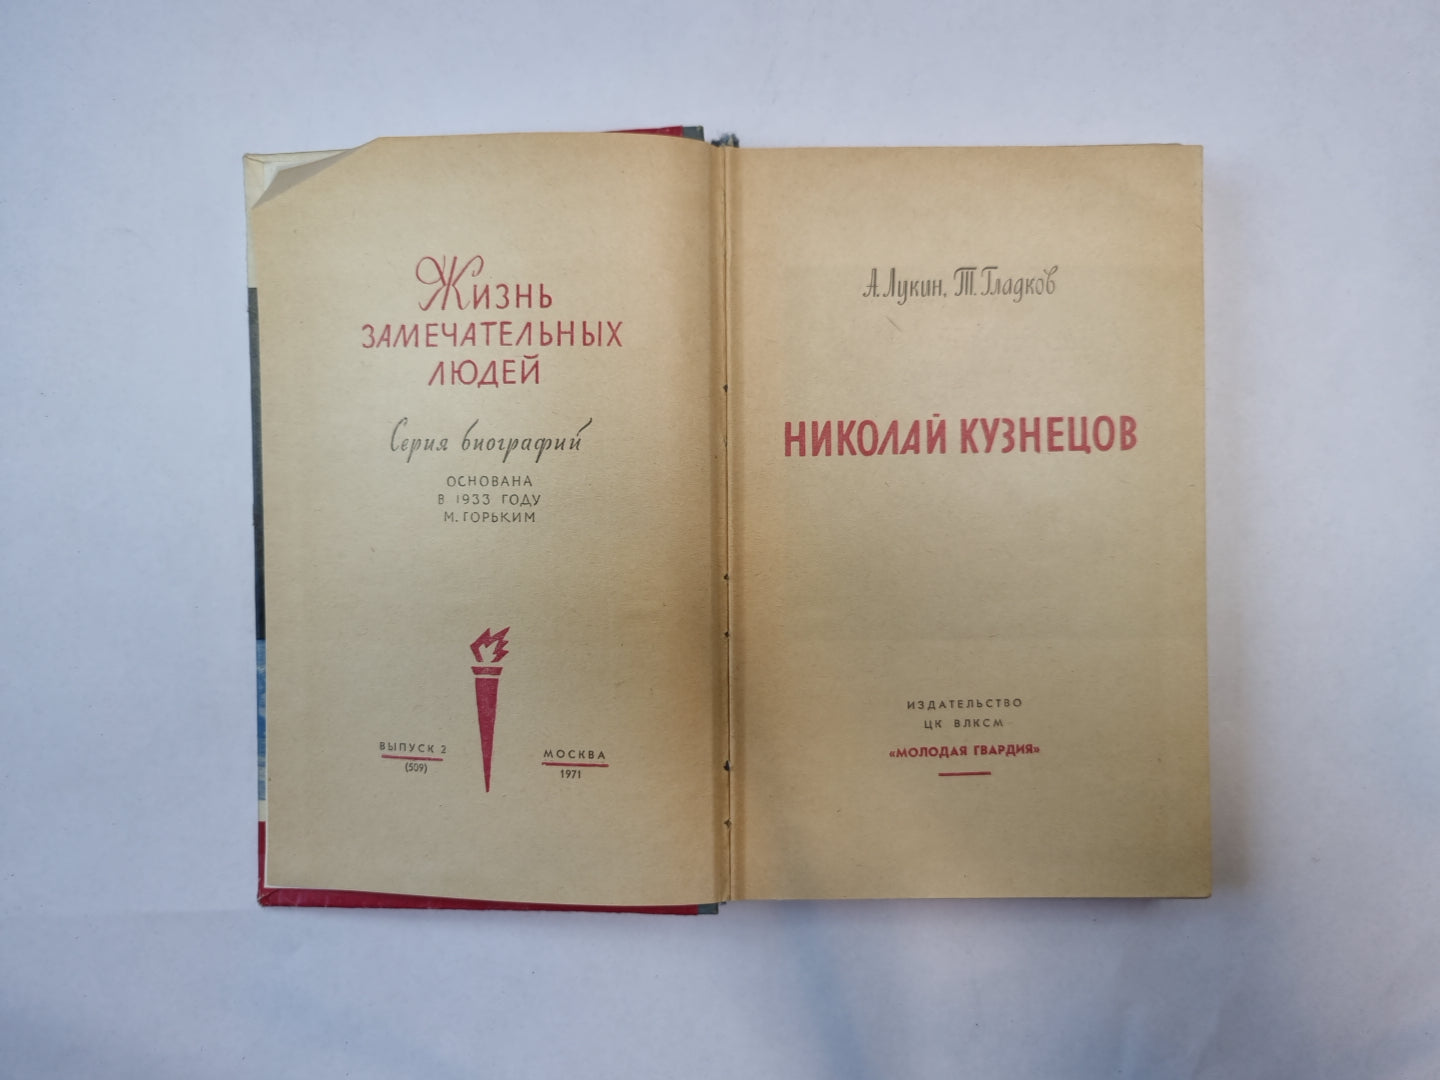 Жизнь
замечательных
людей
Серия биографий
ОСНОВАНА
В 1933 ГОДУ
М. ГОРЬКИМ
ВЫПУСК 2
(509)
МОСКВА
1971
А. Лукин, Т. Гладков
НИКОЛАЙ КУЗНЕЦОВ
ИЗДАТЕЛЬСТВО
ЦК ВЛКСМ
«МОЛОДАЯ ГВАРДИЯ»